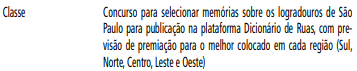 Classe Concurso para selecionar memórias sobre os logradouros de São
Paulo para publicação na plataforma Dicionário de Ruas, com pre-
visão de premiação para o melhor colocado em cada região (Sul,
Norte, Centro, Leste e Oeste)